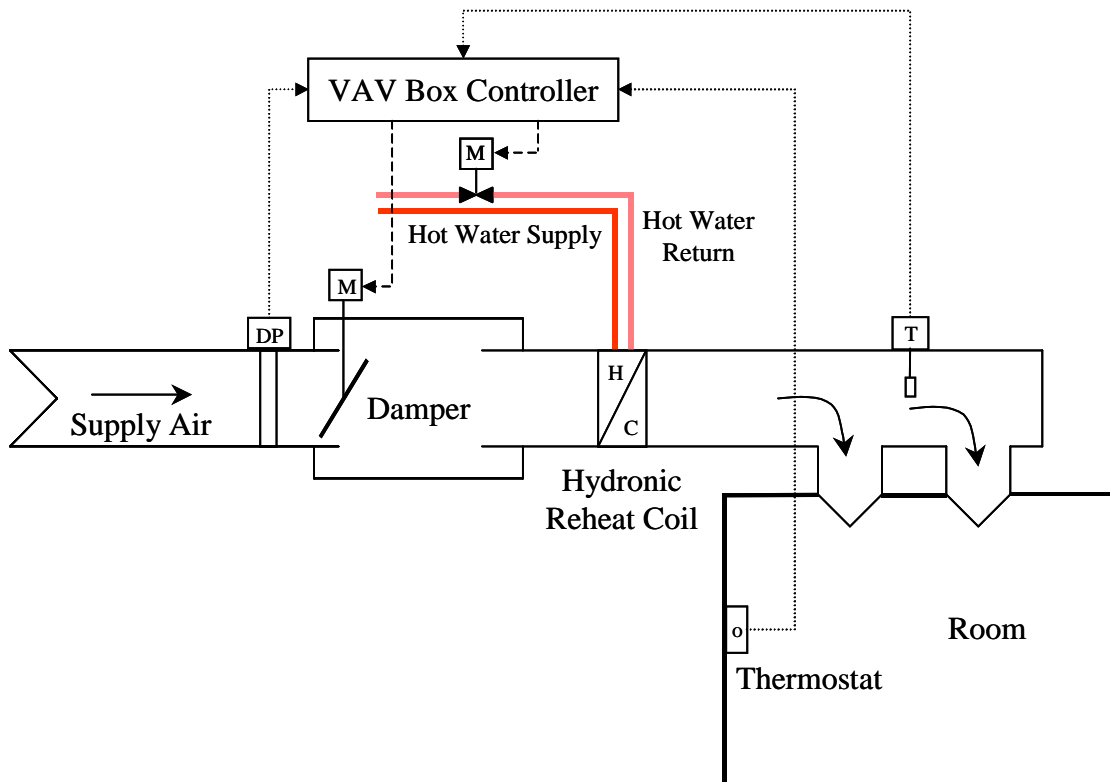 VAV Box Controller
M
Hot Water Supply
Hot Water
Return
M
DP
T
Supply Air
Damper
H
C
Hydronic
Reheat Coil
o
Room
Thermostat